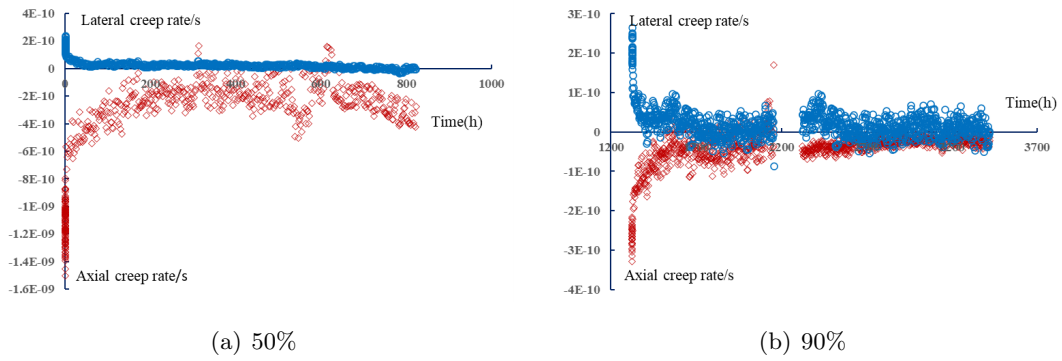 4E-10
Lateral creep rate/s
2E-10
0
0
200
400
600
800
1000
-2E-10
-4E-10
Time(h)
-6E-10
-8E-10
-1E-09
-1.2E-09
-1.4E-09
Axial creep rate/s
-1.6E-09
(a) 50%
3E-10
Lateral creep rate/s
2E-10
1E-10
Time(h)
0
1200
2200
3200
3700
-1E-10
-2E-10
-3E-10
Axial creep rate/s
-4E-10
(b) 90%